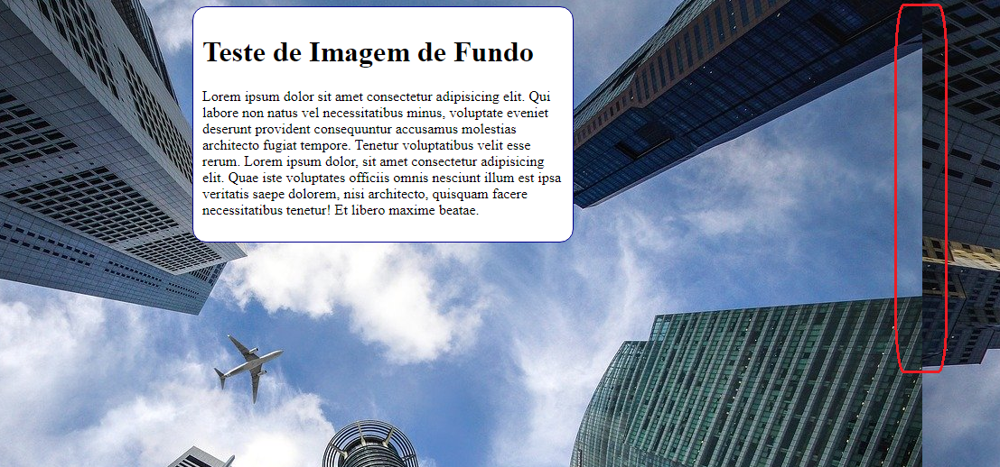 Teste de Imagem de Fundo
Lorem ipsum dolor sit amet consectetur adipisicing elit. Qui
labore non natus vel necessitatibus minus, voluptate eveniet
deserunt provident consequuntur accusamus molestias
architecto fugiat tempore. Tenetur voluptatibus velit esse
rerum. Lorem ipsum dolor, sit amet consectetur adipisicing
elit. Quae iste voluptates officiis omnis nesciunt illum est ipsa
veritatis saepe dolorem, nisi architecto, quisquam facere
necessitatibus tenetur! Et libero maxime beatae.